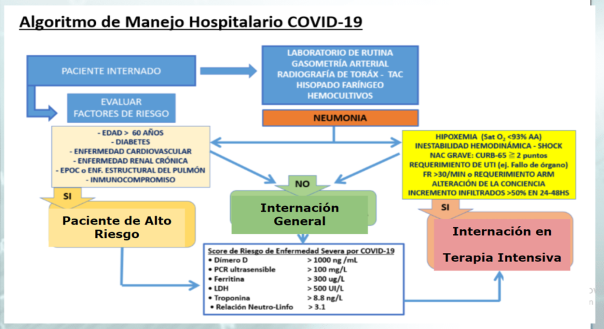 Algoritmo de Manejo Hospitalario COVID-19
PACIENTE INTERNADO
LABORATORIO DE RUTINA
GASOMETRÍA ARTERIAL
RADIOGRAFÍA DE TORÁX - TAC
HISOPADO FARÍNGEO
HEMOCULTIVOS
EVALUAR
FACTORES DE RIESGO
NEUMONIA
- EDAD > 60 AÑOS
- DIABETES
- ENFERMEDAD CARDIOVASCULAR
- ENFERMEDAD RENAL CRÓNICA
- EPOC o ENF. ESTRUCTURAL DEL PULMÓN
- INMUNOCOMPROMISO
HIPOXEMIA (Sat O2 <93% AA)
INESTABILIDAD HEMODINÁMICA - SHOCK
NAC GRAVE: CURB-65 ≧ 2 puntos
REQUERIMIENTO DE UTI (ej. Fallo de órgano)
FR >30/MIN o REQUERIMIENTO ARM
ALTERACIÓN DE LA CONCIENCIA
INCREMENTO INFILTRADOS >50% EN 24-48HS
SI
NO
SI
Paciente de Alto
Riesgo
Internación
General
Internación en
Terapia Intensiva
Score de Riesgo de Enfermedad Severa por COVID-19
• Dímero D > 1000 ng /mL
• PCR ultrasensible > 100 mg/L
• Ferritina > 300 ug/L
• LDH > 500 UI/L
• Troponina > 8.8 ng/L
• Relación Neutro-Linfo > 3.1